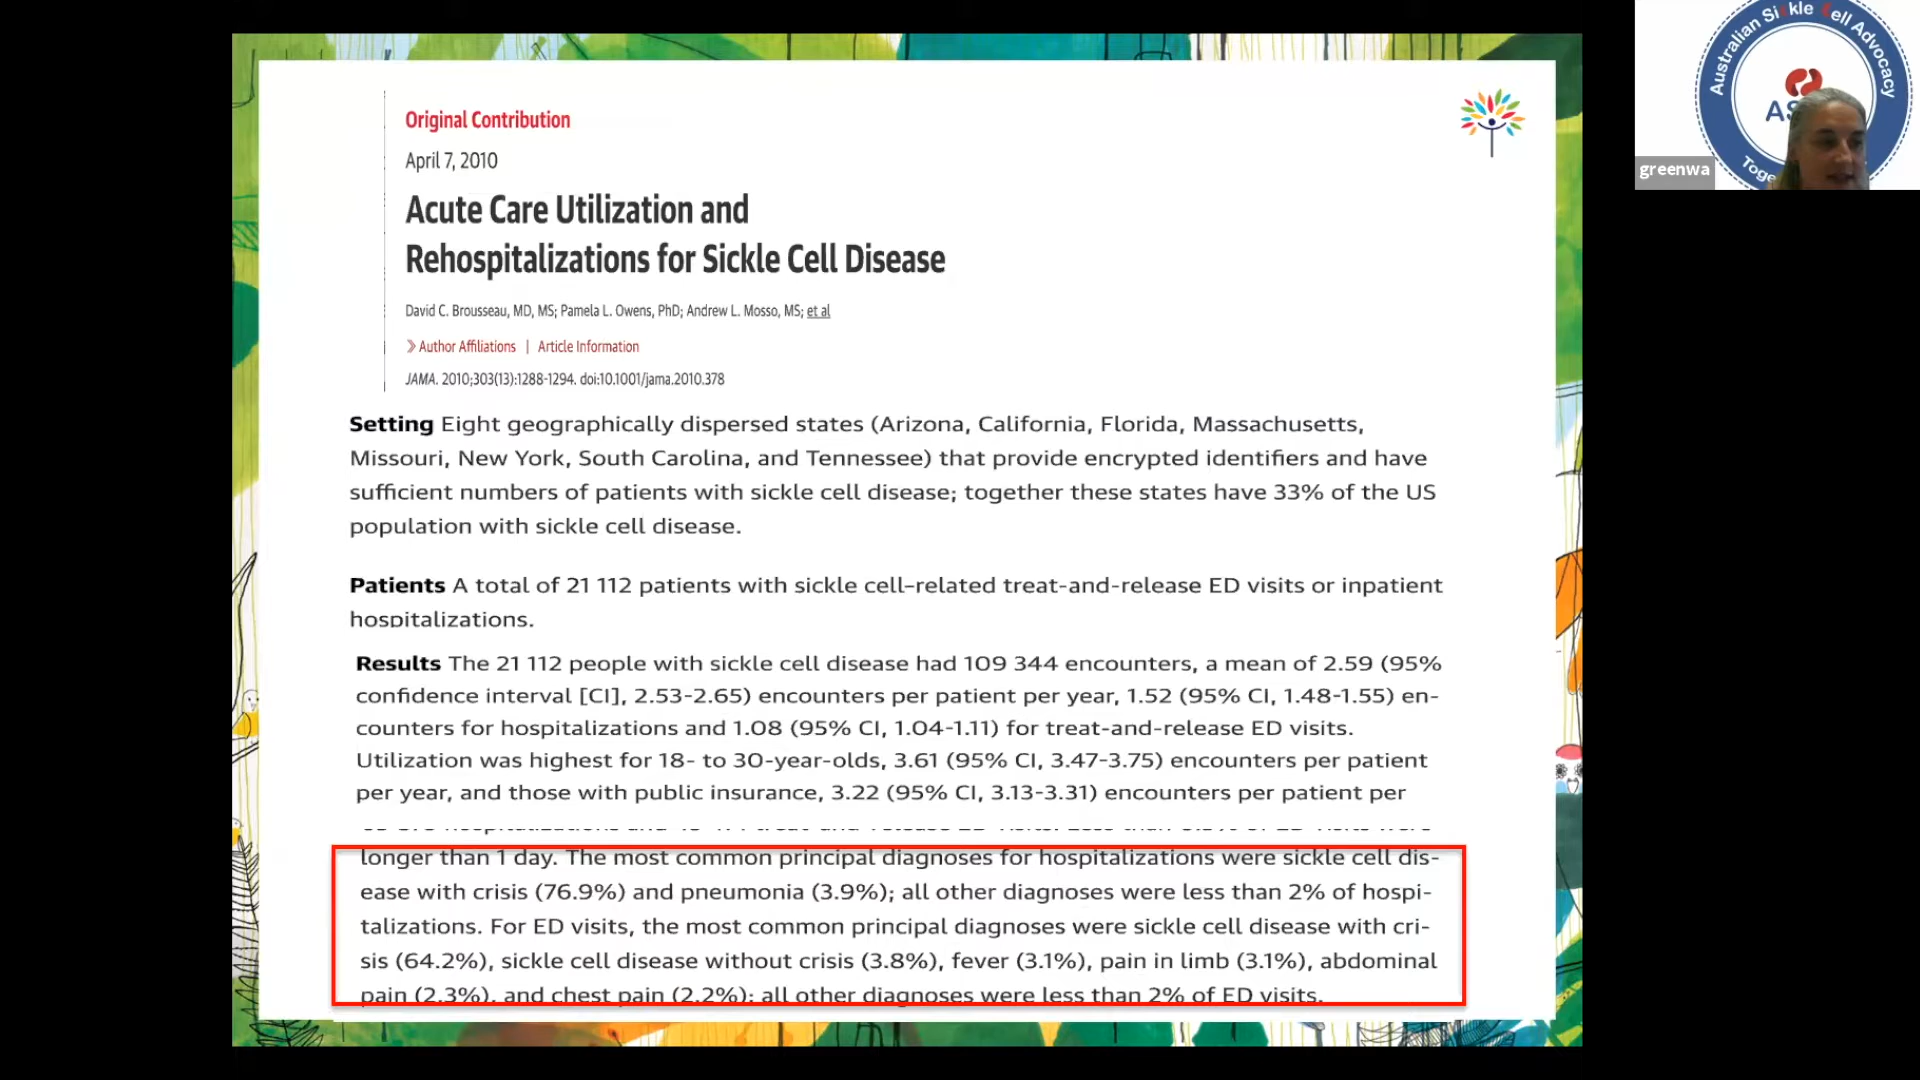 Original Contribution
April 7, 2010
Acute Care Utilization and
Rehospitalizations for Sickle Cell Disease
David C. Brousseau, MD, MS; Pamela L. Owens, PhD; Andrew L. Mosso, MS; et al
Author Affiliations | Article Information
JAMA. 2010;303(13):1288-1294. doi:10.1001/jama.2010.378
Setting Eight geographically dispersed states (Arizona, California, Florida, Massachusetts,
Missouri, New York, South Carolina, and Tennessee) that provide encrypted identifiers and have
sufficient numbers of patients with sickle cell disease; together these states have 33% of the US
population with sickle cell disease.
Patients A total of 21 112 patients with sickle cell–related treat-and-release ED visits or inpatient
hospitalizations.
Results The 21 112 people with sickle cell disease had 109 344 encounters, a mean of 2.59 (95%
confidence interval [CI], 2.53-2.65) encounters per patient per year, 1.52 (95% CI, 1.48-1.55) en-
counters for hospitalizations and 1.08 (95% CI, 1.04-1.11) for treat-and-release ED visits.
Utilization was highest for 18- to 30-year-olds, 3.61 (95% CI, 3.47-3.75) encounters per patient
per year, and those with public insurance, 3.22 (95% CI, 3.13-3.31) encounters per patient per
longer than 1 day. The most common principal diagnoses for hospitalizations were sickle cell dis-
ease with crisis (76.9%) and pneumonia (3.9%); all other diagnoses were less than 2% of hospi-
talizations. For ED visits, the most common principal diagnoses were sickle cell disease with cri-
sis (64.2%), sickle cell disease without crisis (3.8%), fever (3.1%), pain in limb (3.1%), abdominal
pain (2.3%), and chest pain (2.2%); all other diagnoses were less than 2% of ED visits.
Australian Sickle Cell Advocacy
AS
Toge
greenwa